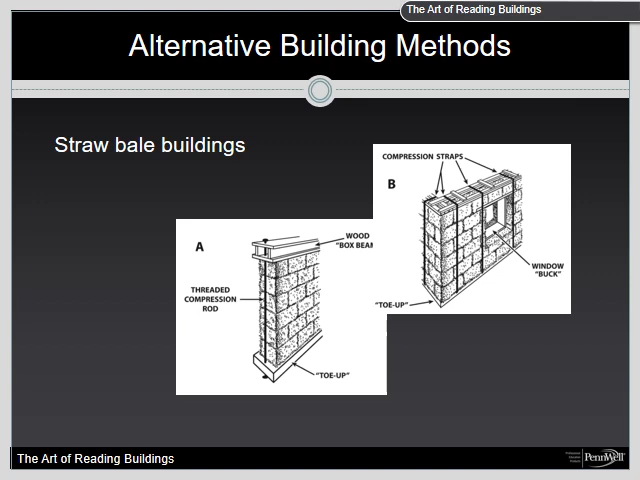 The Art of Reading Buildings
Alternative Building Methods
Straw bale buildings
COMPRESSION STRAPS
B
WINDOW
"BUCK"
"TOE-UP"
A
WOOD
"BOX BEAM
THREADED
COMPRESSION
ROD
"TOE-UP"
The Art of Reading Buildings
PennWell